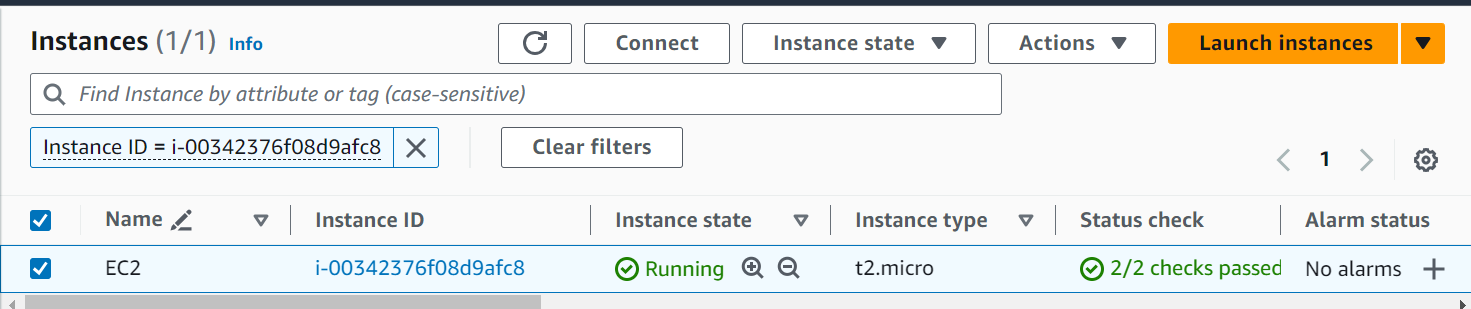 Instances (1/1) Info Connect Instance state Actions Launch instances
Find Instance by attribute or tag (case-sensitive)
Instance ID = i-00342376f08d9afc8 Clear filters 1
Name Instance ID Instance state Instance type Status check Alarm status
EC2 i-00342376f08d9afc8 Running t2.micro 2/2 checks passed No alarms